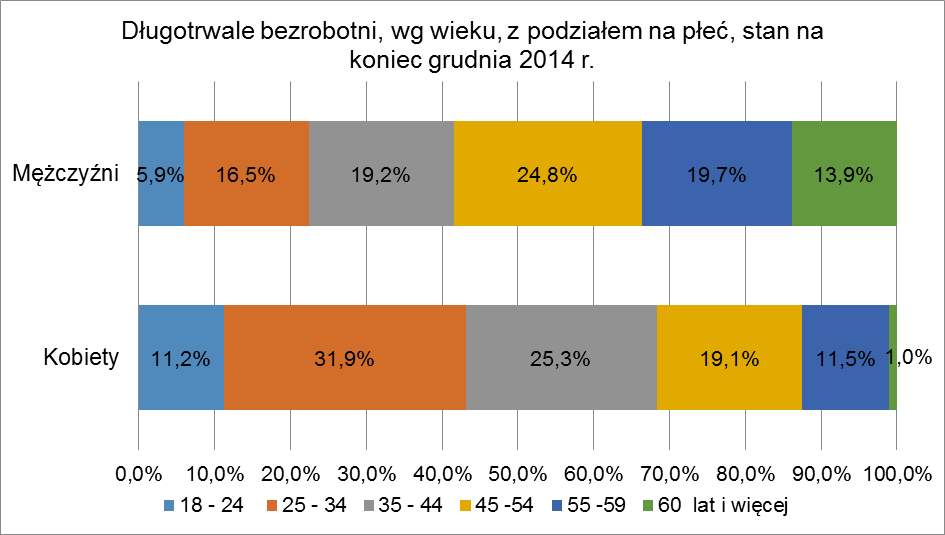 Długotrwale bezrobotni, wg wieku, z podziałem na płeć, stan na
koniec grudnia 2014 r.
Mężczyźni
5,9% 16,5% 19,2% 24,8% 19,7% 13,9%
Kobiety
11,2% 31,9% 25,3% 19,1% 11,5% 1,0%
0,0% 10,0% 20,0% 30,0% 40,0% 50,0% 60,0% 70,0% 80,0% 90,0% 100,0%
18 - 24 25 - 34 35 - 44 45 -54 55 -59 60 lat i więcej